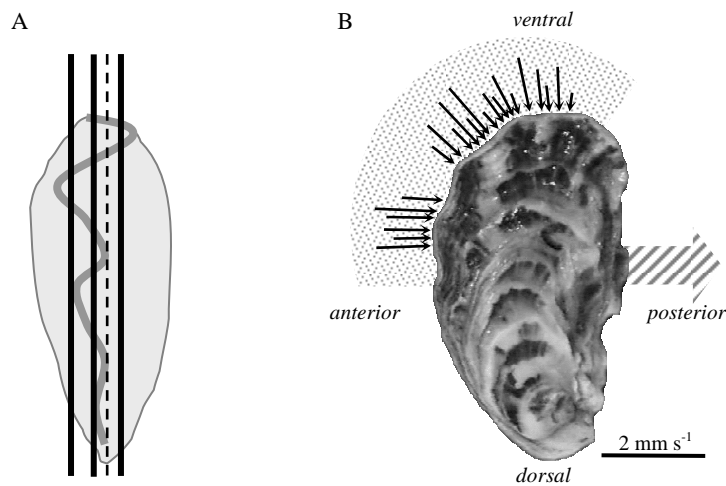 A
B
ventral
anterior
posterior
2 mm s⁻¹
dorsal